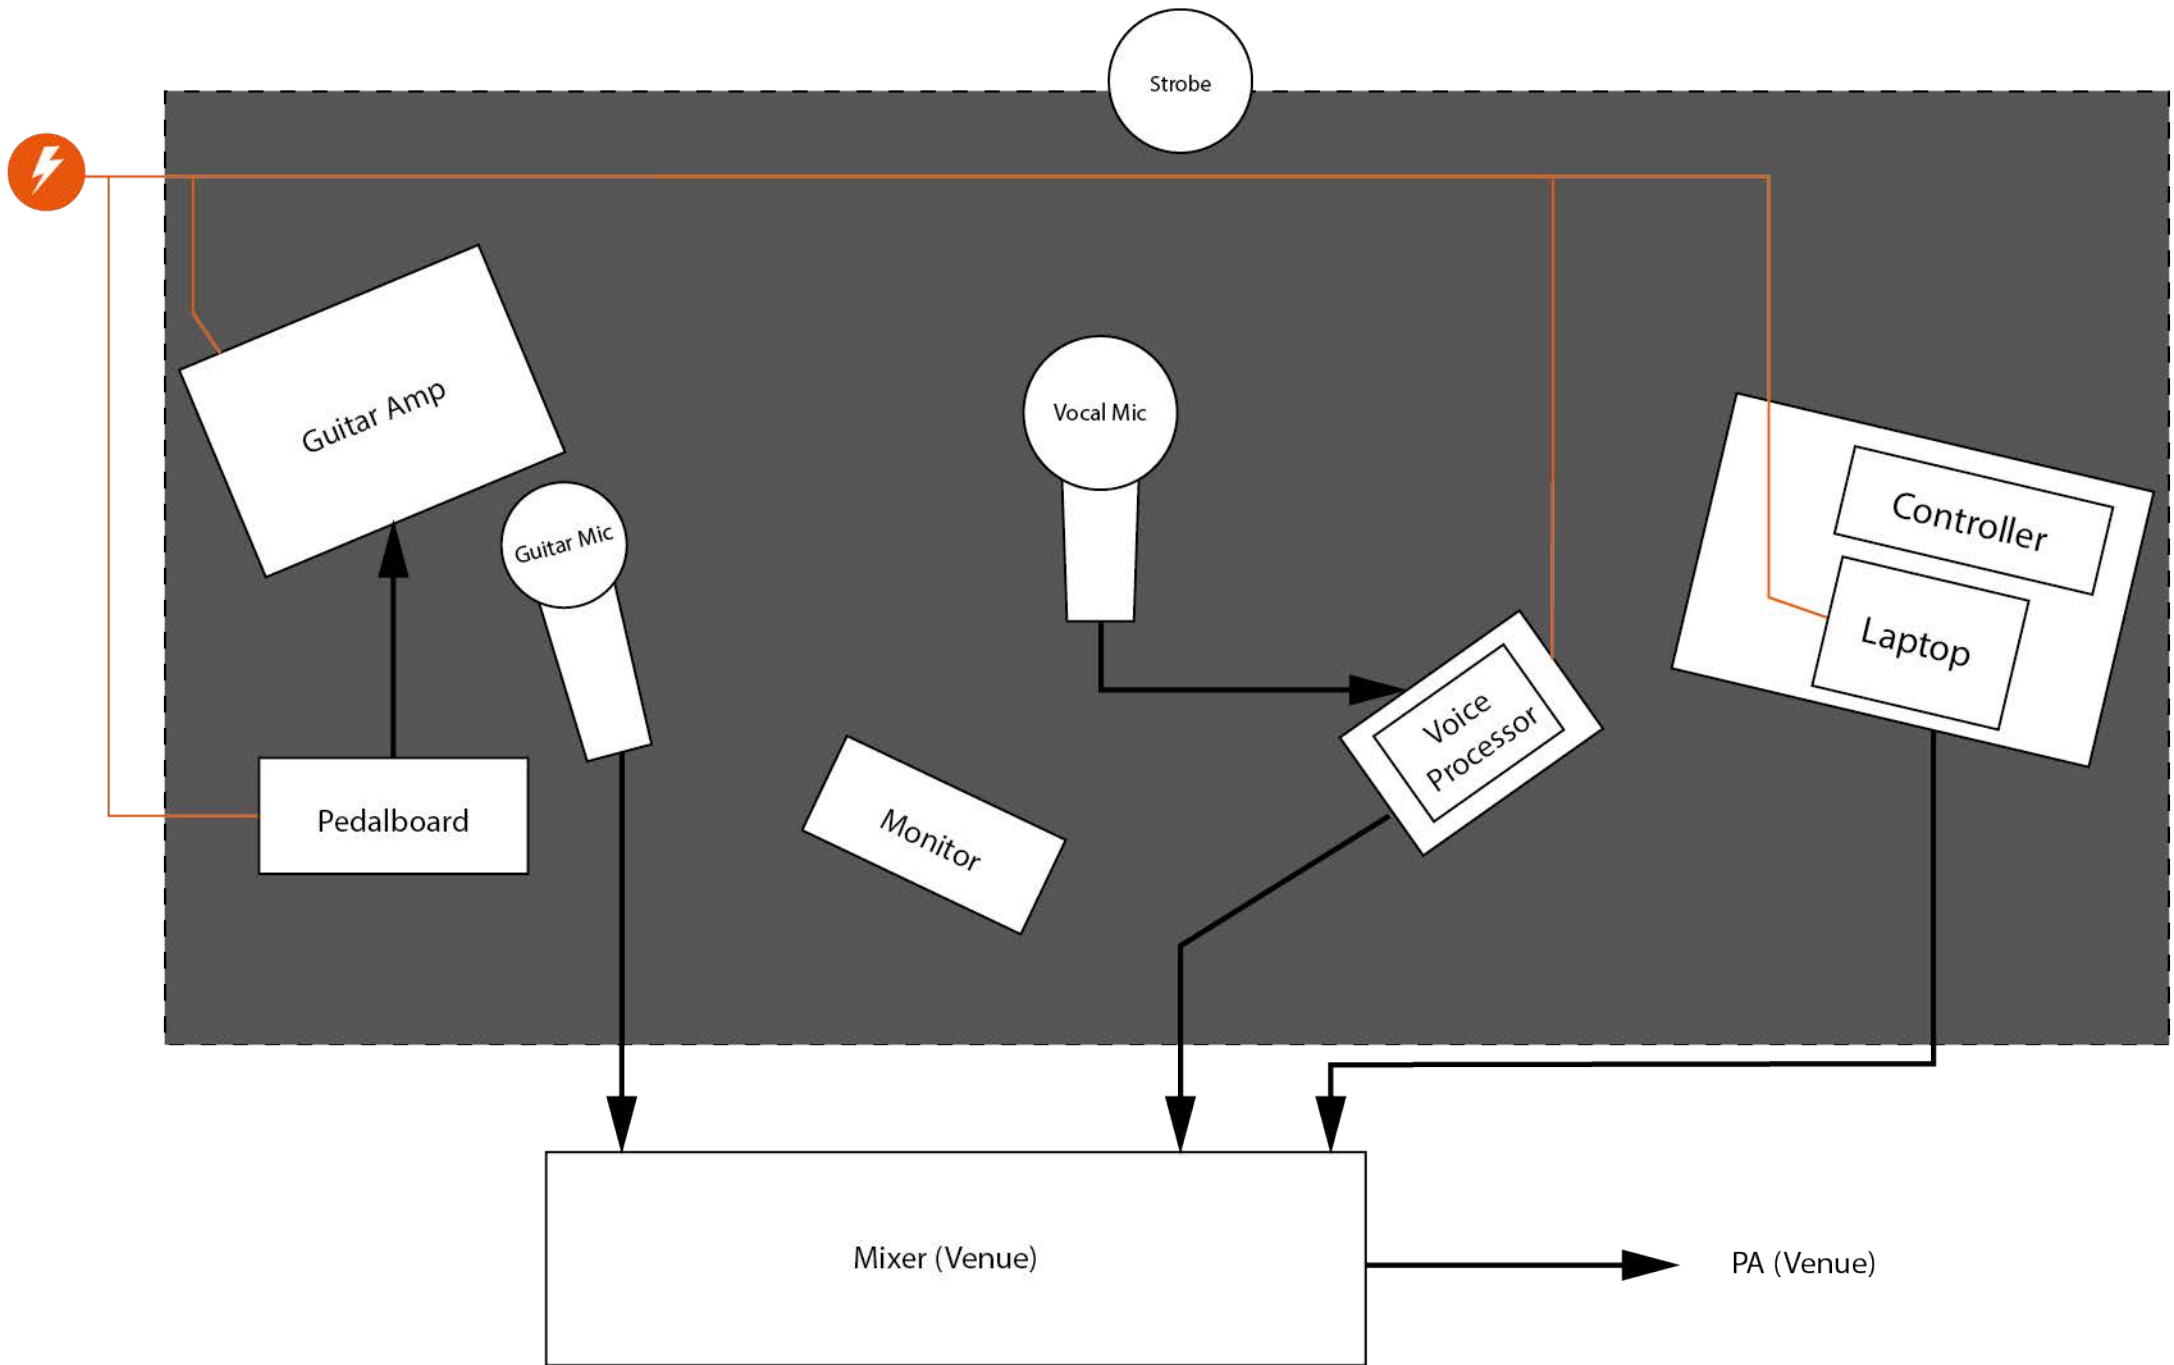 Strobe
Guitar Amp
Vocal Mic
Guitar Mic
Controller
Laptop
Voice
Processor
Pedalboard
Monitor
Mixer (Venue)
PA (Venue)